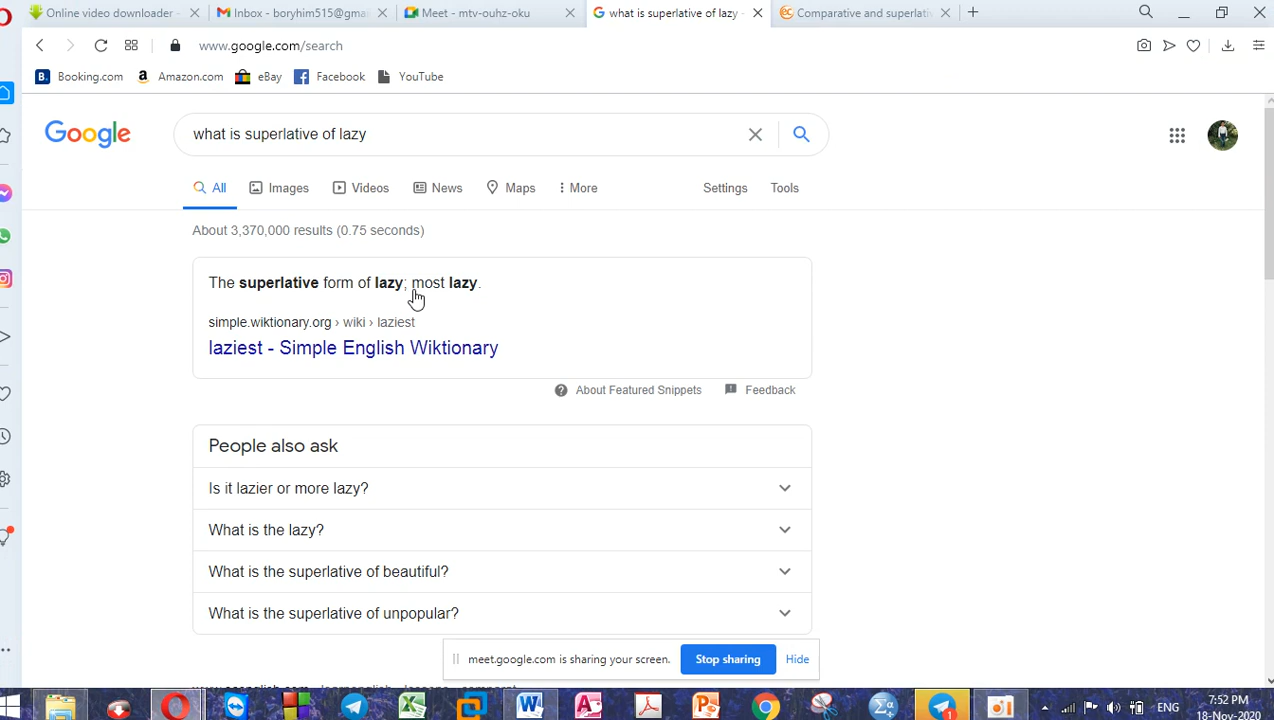 Online video downloader -
Inbox - boryhim515@gmai
Meet - mtv-ouhz-oku
what is superlative of lazy -
Comparative and superlativ
www.google.com/search
Booking.com
Amazon.com
eBay
Facebook
YouTube
Google
what is superlative of lazy
All
Images
Videos
News
Maps
More
Settings
Tools
About 3,370,000 results (0.75 seconds)
The superlative form of lazy; most lazy.
simple.wiktionary.org › wiki › laziest
laziest - Simple English Wiktionary
About Featured Snippets
Feedback
People also ask
Is it lazier or more lazy?
What is the lazy?
What is the superlative of beautiful?
What is the superlative of unpopular?
meet.google.com is sharing your screen.
Stop sharing
Hide
ENG
7:52 PM
18-Nov-2020